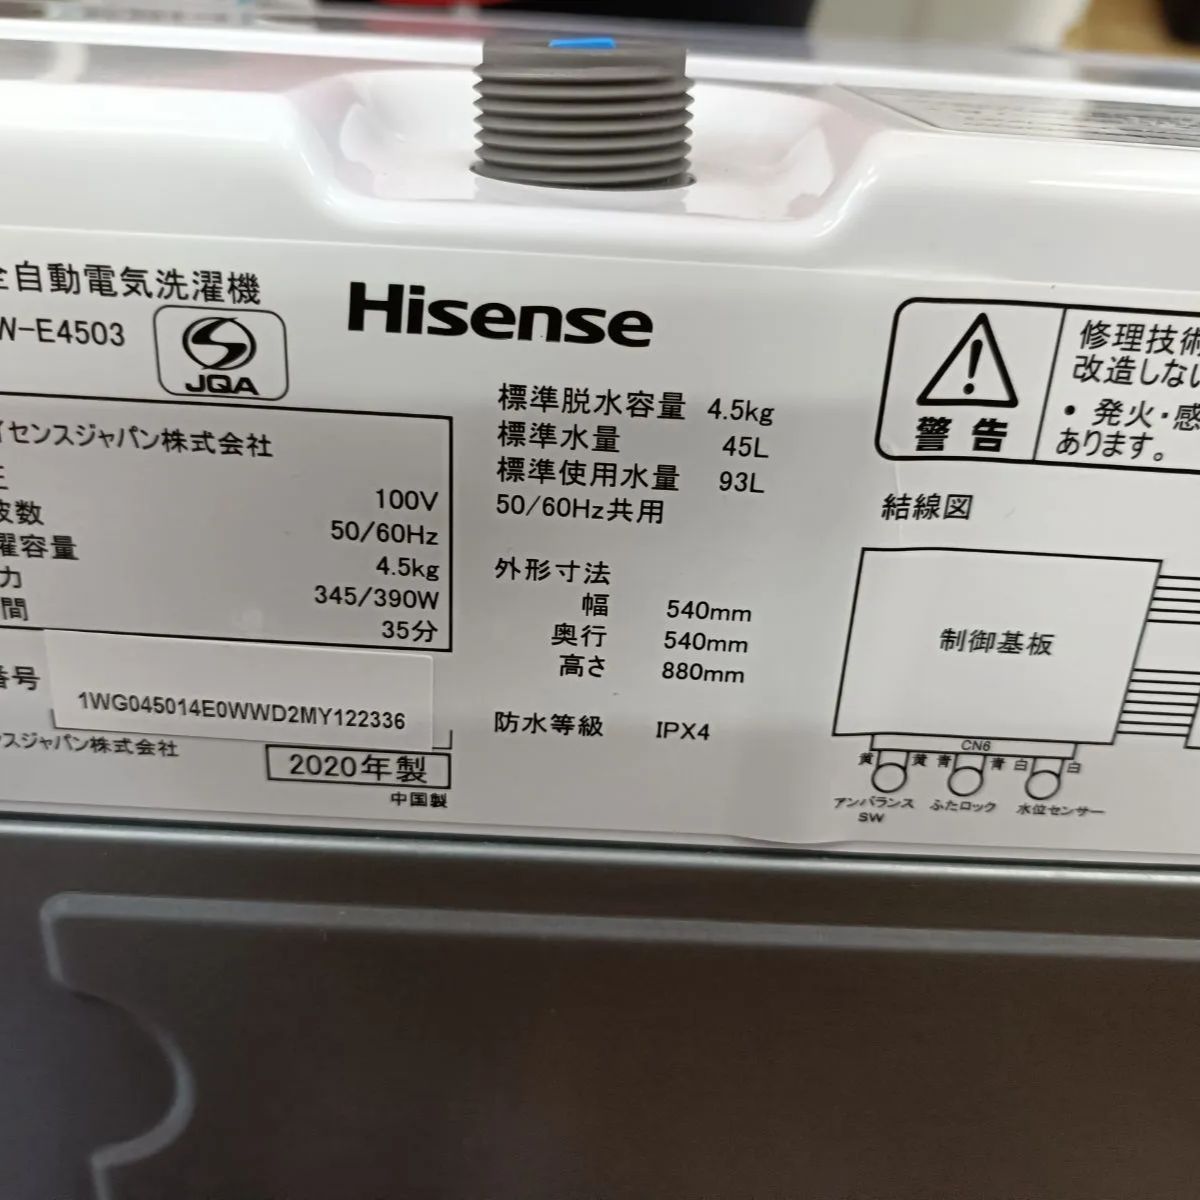 全自動電気洗濯機
W-E4503
JQA
Hisense
イセンスジャパン株式会社
圧 100V
波数 50/60Hz
濯容量 4.5kg
力 345/390W
間 35分
番号
1WG045014E0WWD2MY122336
ンスジャパン株式会社
2020年製
中国製
標準脱水容量 4.5kg
標準水量 45L
標準使用水量 93L
50/60Hz共用
外形寸法
幅 540mm
奥行 540mm
高さ 880mm
防水等級 IPX4
警告
修理技術
改造しない
・発火・感
あります。
結線図
制御基板
CN6
黄 黄 青 青 白 白
アンバランス ふたロック 水位センサー
SW